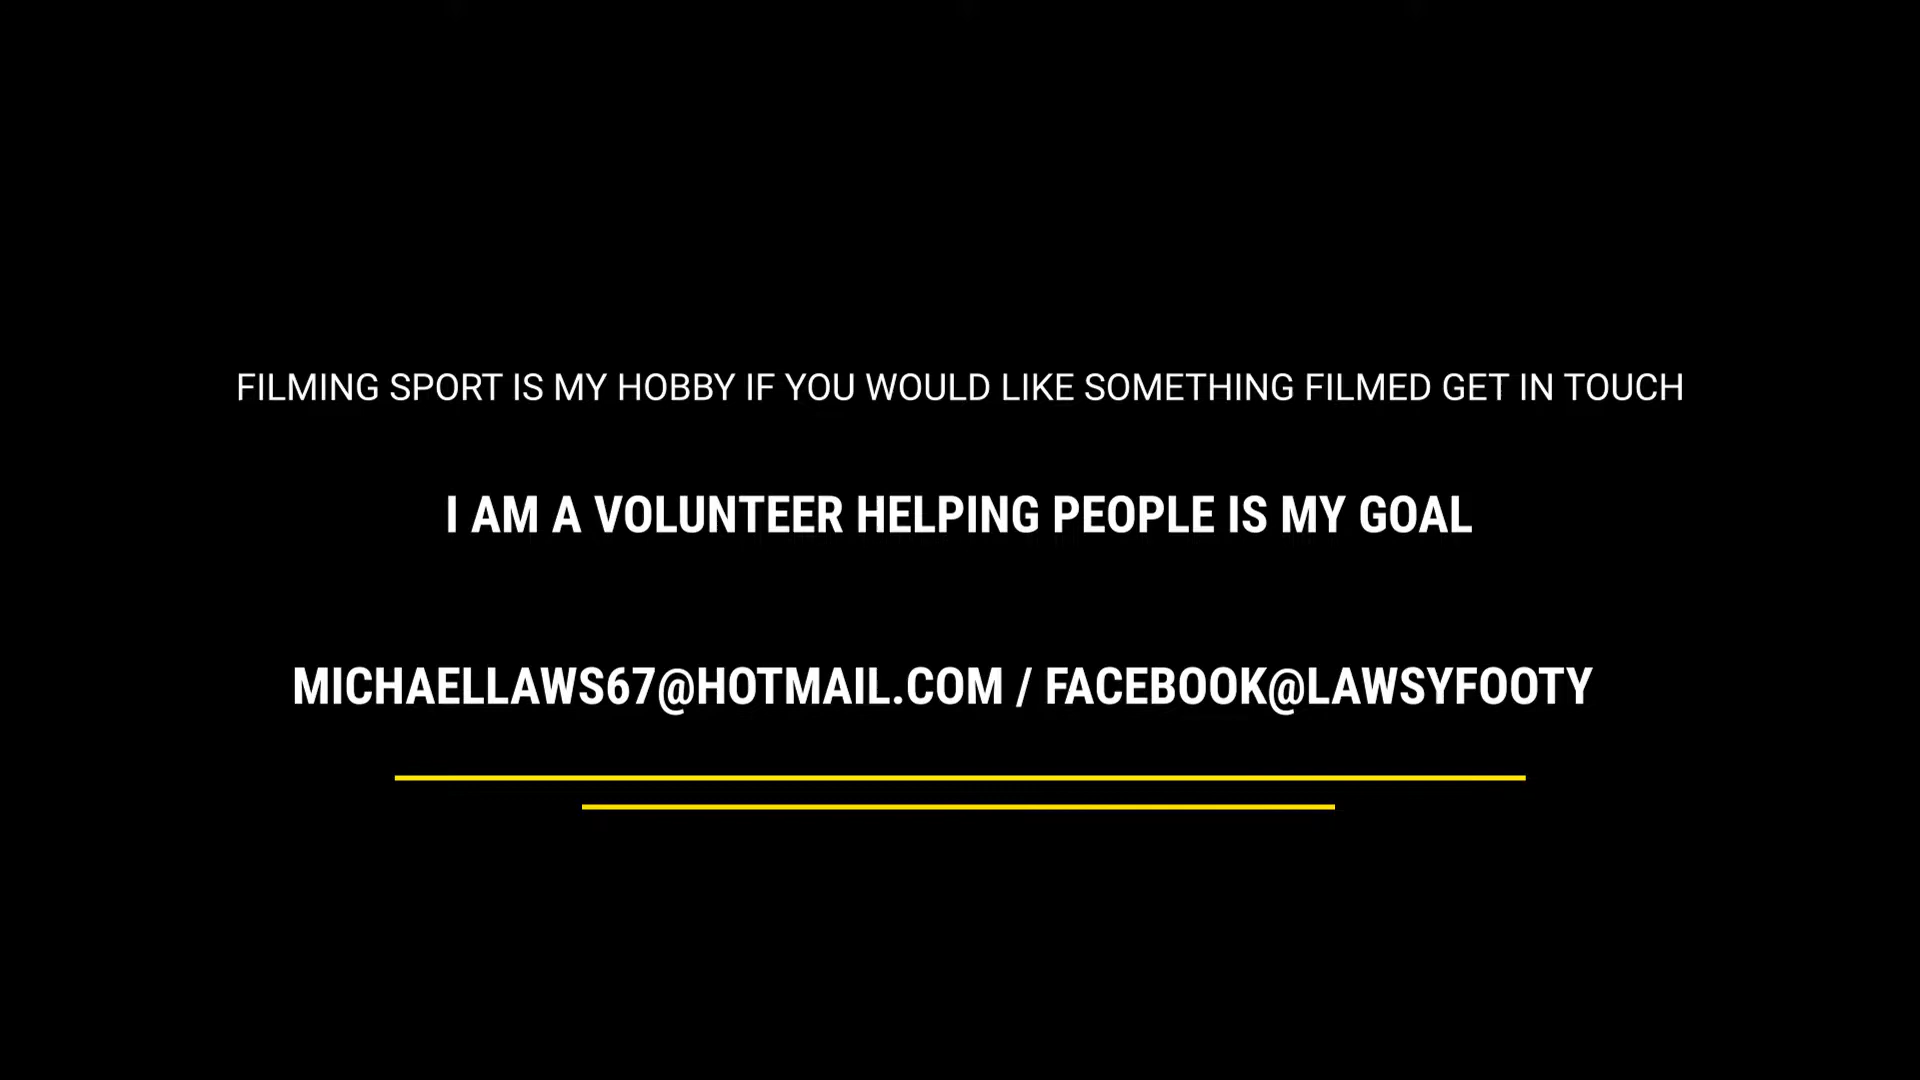 FILMING SPORT IS MY HOBBY IF YOU WOULD LIKE SOMETHING FILMED GET IN TOUCH
I AM A VOLUNTEER HELPING PEOPLE IS MY GOAL
MICHAELLAWS67@HOTMAIL.COM / FACEBOOK@LAWSYFOOTY